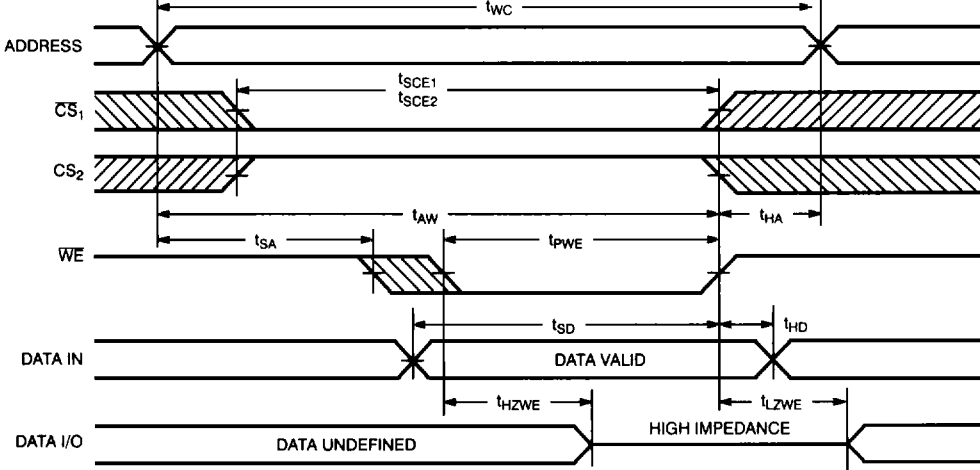 tWC
ADDRESS
tSCE1
tSCE2
CS1
CS2
tAW
tHA
tSA
tPWE
WE
tSD
tHD
DATA IN
DATA VALID
tHZWE
tLZWE
HIGH IMPEDANCE
DATA I/O
DATA UNDEFINED